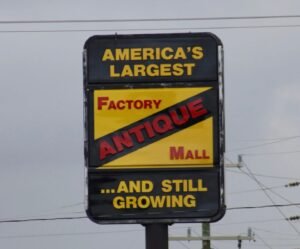 AMERICA'S
LARGEST
FACTORY
ANTIQUE
MALL
...AND STILL
GROWING